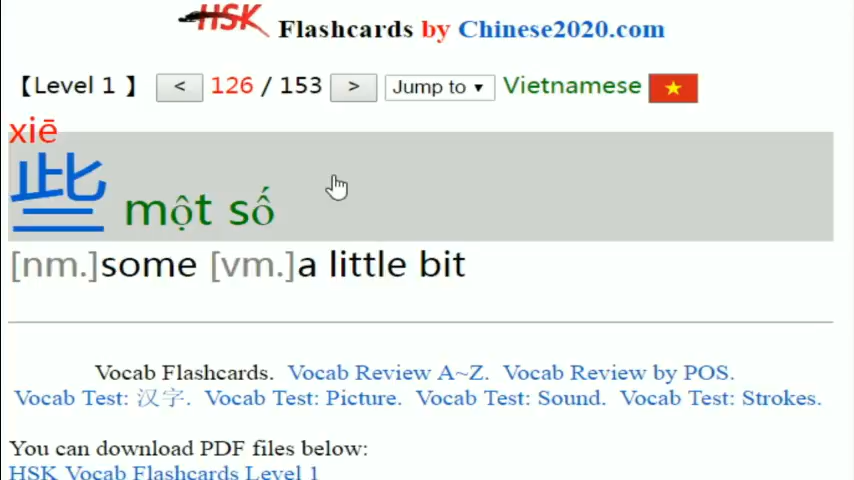 HSK Flashcards by Chinese2020.com
【Level 1 】 < 126 / 153 > Jump to ▼ Vietnamese
xiē
些 một số
[nm.]some [vm.]a little bit
Vocab Flashcards. Vocab Review A~Z. Vocab Review by POS.
Vocab Test: 汉字. Vocab Test: Picture. Vocab Test: Sound. Vocab Test: Strokes.
You can download PDF files below:
HSK Vocab Flashcards Level 1